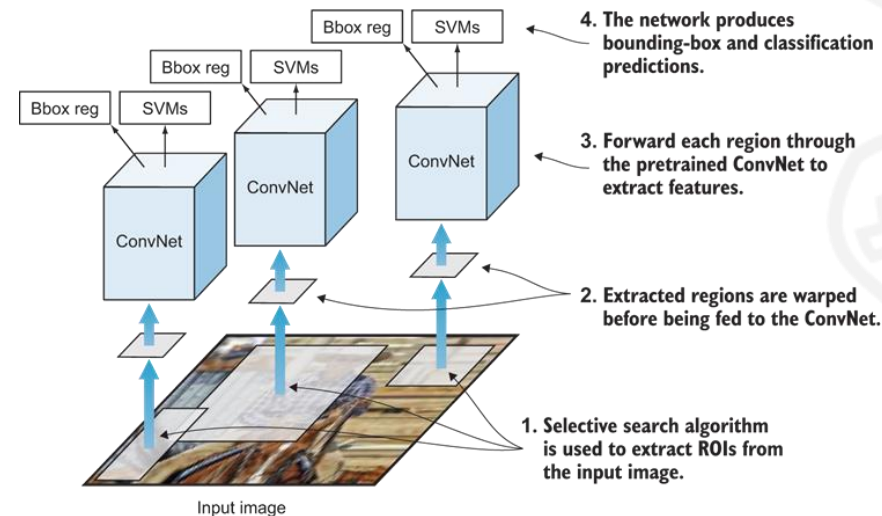 Bbox reg
SVMs
Bbox reg
SVMs
Bbox reg
SVMs
ConvNet
ConvNet
ConvNet
4. The network produces
bounding-box and classification
predictions.
3. Forward each region through
the pretrained ConvNet to
extract features.
2. Extracted regions are warped
before being fed to the ConvNet.
1. Selective search algorithm
is used to extract ROIs from
the input image.
Input image